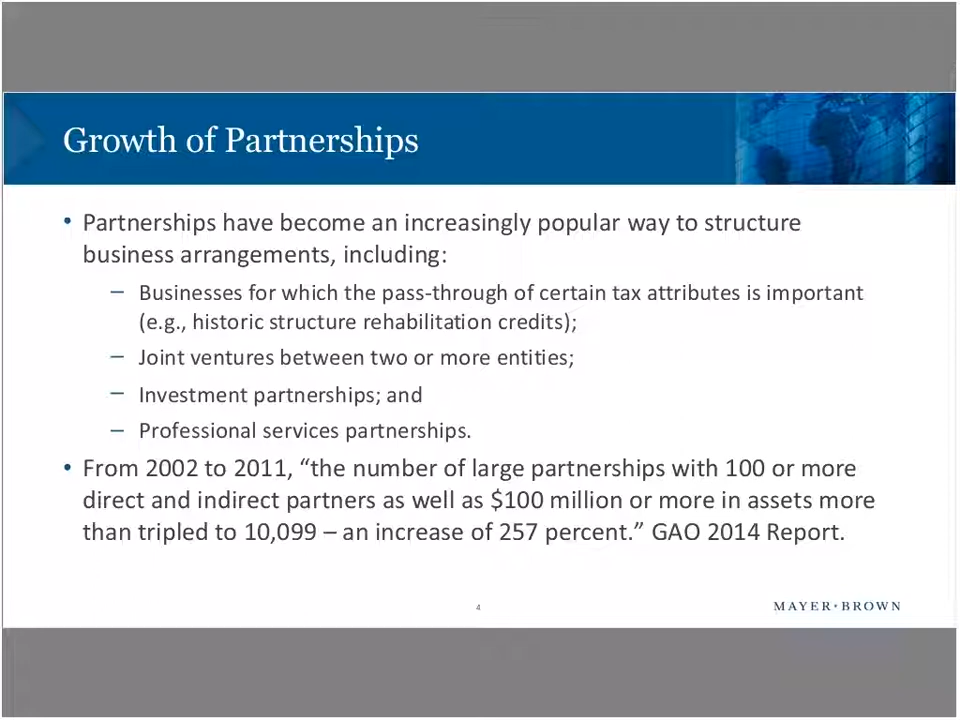 Growth of Partnerships
• Partnerships have become an increasingly popular way to structure
business arrangements, including:
– Businesses for which the pass-through of certain tax attributes is important
(e.g., historic structure rehabilitation credits);
– Joint ventures between two or more entities;
– Investment partnerships; and
– Professional services partnerships.
• From 2002 to 2011, “the number of large partnerships with 100 or more
direct and indirect partners as well as $100 million or more in assets more
than tripled to 10,099 – an increase of 257 percent.” GAO 2014 Report.
4
MAYER•BROWN